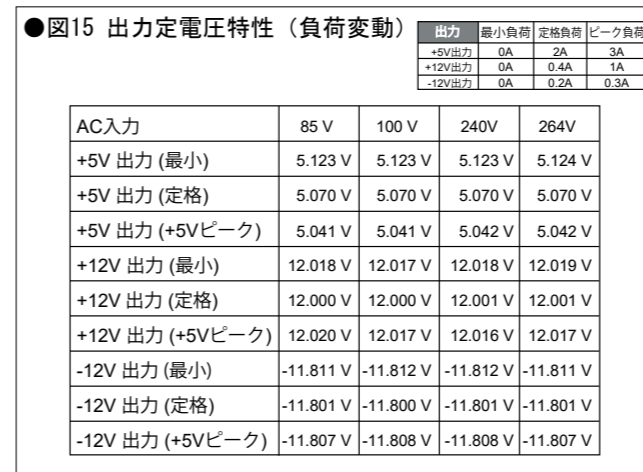 ●図15 出力定電圧特性（負荷変動）
出力 最小負荷 定格負荷 ピーク負荷
+5V出力 0A 2A 3A
+12V出力 0A 0.4A 1A
-12V出力 0A 0.2A 0.3A
AC入力 85 V 100 V 240V 264V
+5V 出力 (最小) 5.123 V 5.123 V 5.123 V 5.124 V
+5V 出力 (定格) 5.070 V 5.070 V 5.070 V 5.070 V
+5V 出力 (+5Vピーク) 5.041 V 5.041 V 5.042 V 5.042 V
+12V 出力 (最小) 12.018 V 12.017 V 12.018 V 12.019 V
+12V 出力 (定格) 12.000 V 12.000 V 12.001 V 12.001 V
+12V 出力 (+5Vピーク) 12.020 V 12.017 V 12.016 V 12.017 V
-12V 出力 (最小) -11.811 V -11.812 V -11.812 V -11.811 V
-12V 出力 (定格) -11.801 V -11.800 V -11.801 V -11.801 V
-12V 出力 (+5Vピーク) -11.807 V -11.808 V -11.808 V -11.807 V